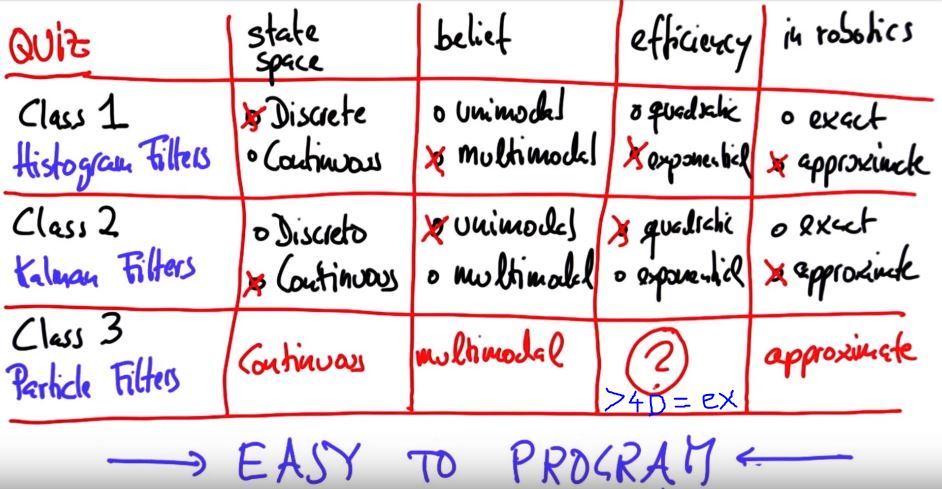 QUIZ
state space
belief
efficiency
in robotics
Class 1
Histogram Filters
Discrete
Continuous
unimodal
multimodal
quadratic
exponential
exact
approximate
Class 2
Kalman Filters
Discrete
Continuous
unimodal
multimodal
quadratic
exponential
exact
approximate
Class 3
Particle Filters
Continuous
multimodal
?
>4D = ex
approximate
EASY TO PROGRAM